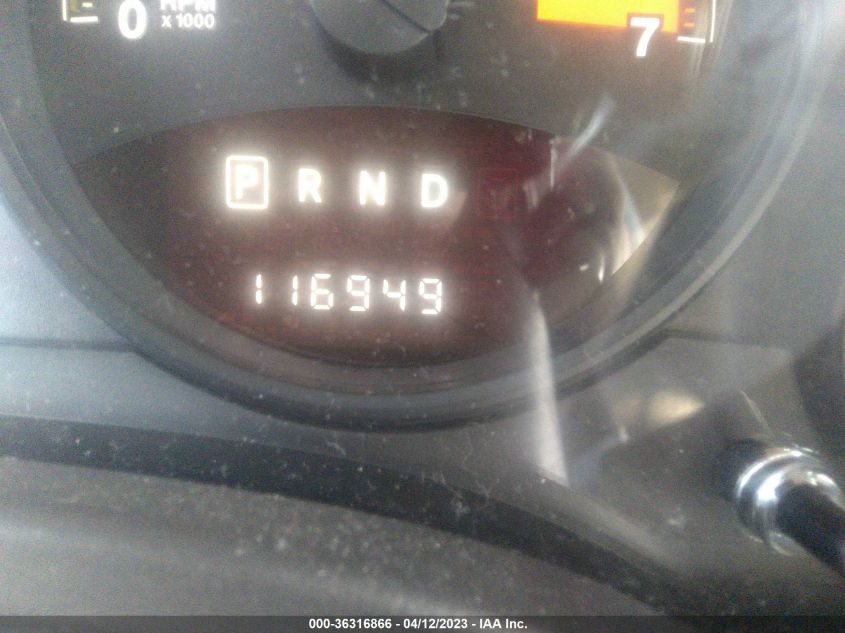 0 RPM
x 1000
7
P R N D
116949
000-36316866 - 04/12/2023 - IAA Inc.